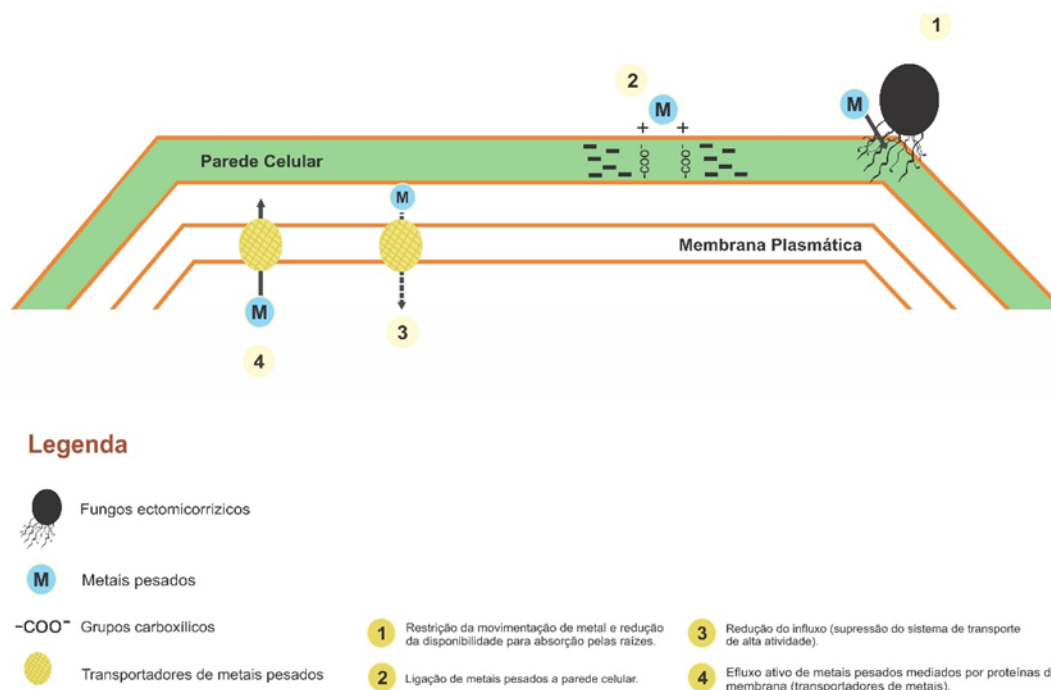 1
2
M
M
+ +
Parede Celular
-COO-
-COO-
M
Membrana Plasmática
M
3
4
Legenda
Fungos ectomicorrizicos
M Metais pesados
-COO⁻ Grupos carboxílicos
Transportadores de metais pesados
1 Restrição da movimentação de metal e redução
da disponibilidade para absorção pelas raízes.
2 Ligação de metais pesados a parede celular.
3 Redução do influxo (supressão do sistema de transporte
de alta atividade).
4 Efluxo ativo de metais pesados mediados por proteínas d
membrana (transportadores de metais).